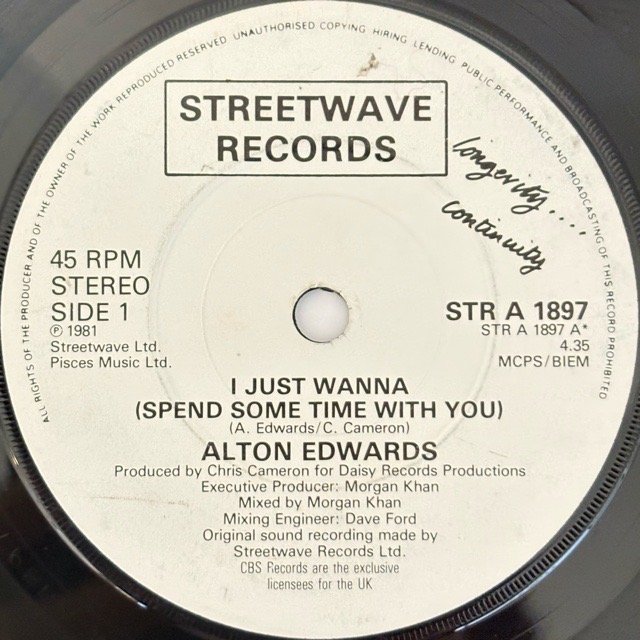 ALL RIGHTS OF THE PRODUCER AND OF THE OWNER OF THE WORK REPRODUCED RESERVED UNAUTHORISED COPYING HIRING LENDING PUBLIC PERFORMANCE AND BROADCASTING OF THIS RECORD PROHIBITED
STREETWAVE
RECORDS
longevity....
continuity
45 RPM
STEREO
SIDE 1
℗ 1981
Streetwave Ltd.
Pisces Music Ltd.
STR A 1897
STR A 1897 A*
4.35
MCPS/BIEM
I JUST WANNA
(SPEND SOME TIME WITH YOU)
(A. Edwards/C. Cameron)
ALTON EDWARDS
Produced by Chris Cameron for Daisy Records Productions
Executive Producer: Morgan Khan
Mixed by Morgan Khan
Mixing Engineer: Dave Ford
Original sound recording made by
Streetwave Records Ltd.
CBS Records are the exclusive
licensees for the UK